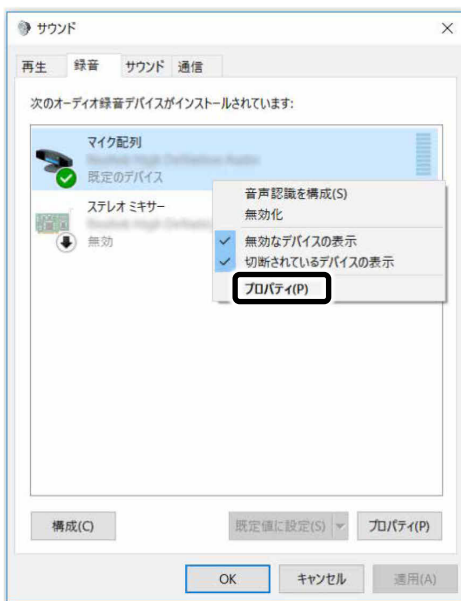 サウンド
再生 録音 サウンド 通信
次のオーディオ録音デバイスがインストールされています:
マイク配列
既定のデバイス
ステレオ ミキサー
無効
音声認識を構成(S)
無効化
無効なデバイスの表示
切断されているデバイスの表示
プロパティ(P)
構成(C) 既定値に設定(S) プロパティ(P)
OK キャンセル 適用(A)